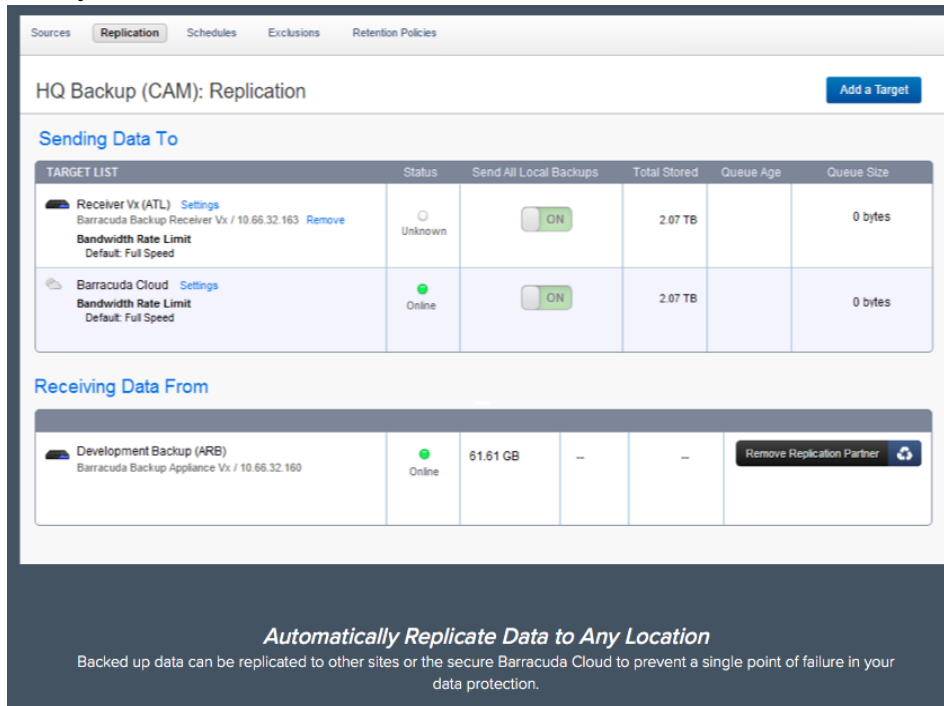 Sources Replication Schedules Exclusions Retention Policies
HQ Backup (CAM): Replication
Add a Target
Sending Data To
TARGET LIST Status Send All Local Backups Total Stored Queue Age Queue Size
Receiver Vx (ATL) Settings
Barracuda Backup Receiver Vx / 10.66.32.163 Remove
Bandwidth Rate Limit
Default: Full Speed
Unknown
ON
2.07 TB
0 bytes
Barracuda Cloud Settings
Bandwidth Rate Limit
Default: Full Speed
Online
ON
2.07 TB
0 bytes
Receiving Data From
Development Backup (ARB)
Barracuda Backup Appliance Vx / 10.66.32.160
Online
61.61 GB
--
--
Remove Replication Partner
Automatically Replicate Data to Any Location
Backed up data can be replicated to other sites or the secure Barracuda Cloud to prevent a single point of failure in your
data protection.